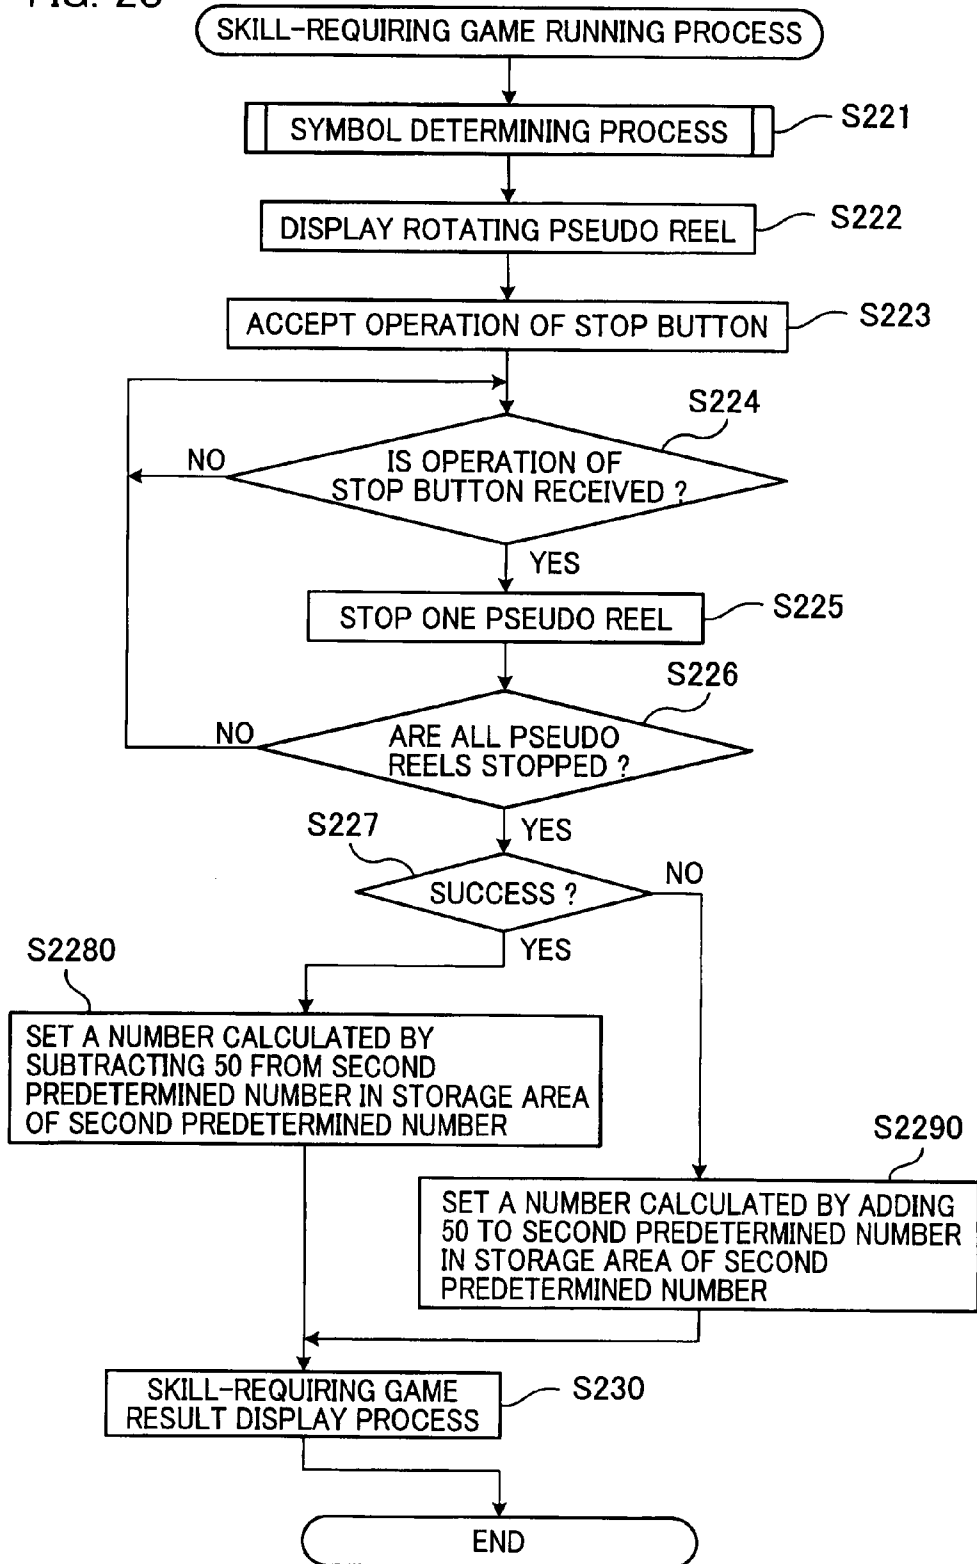 SKILL-REQUIRING GAME RUNNING PROCESS
SYMBOL DETERMINING PROCESS
S221
DISPLAY ROTATING PSEUDO REEL
S222
ACCEPT OPERATION OF STOP BUTTON
S223
S224
NO
IS OPERATION OF
STOP BUTTON RECEIVED ?
YES
STOP ONE PSEUDO REEL
S225
S226
NO
ARE ALL PSEUDO
REELS STOPPED ?
YES
S227
SUCCESS ?
NO
YES
S2280
SET A NUMBER CALCULATED BY
SUBTRACTING 50 FROM SECOND
PREDETERMINED NUMBER IN STORAGE AREA
OF SECOND PREDETERMINED NUMBER
S2290
SET A NUMBER CALCULATED BY ADDING
50 TO SECOND PREDETERMINED NUMBER
IN STORAGE AREA OF SECOND
PREDETERMINED NUMBER
SKILL-REQUIRING GAME
RESULT DISPLAY PROCESS
S230
END